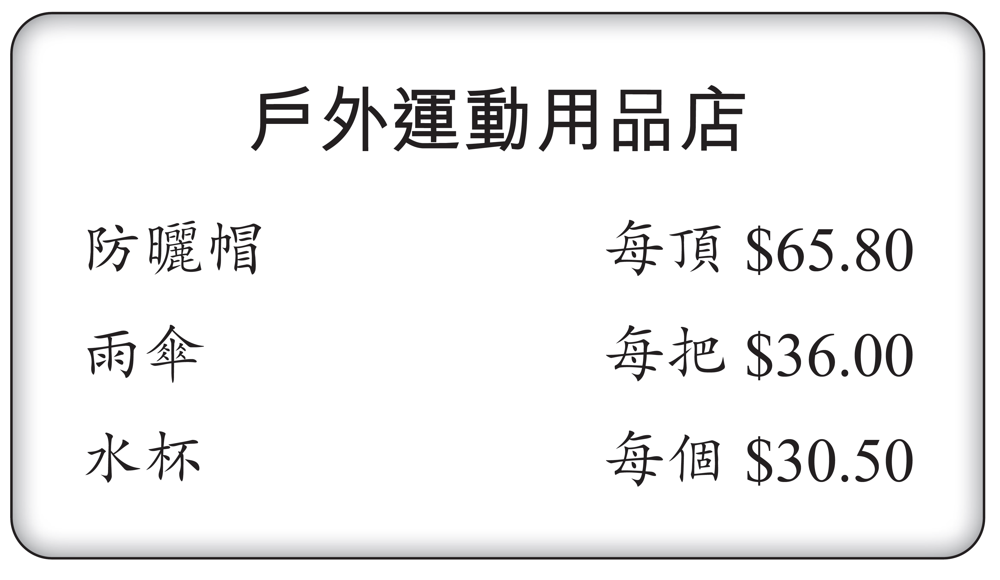 戶外運動用品店
防曬帽 每頂 $65.80
雨傘 每把 $36.00
水杯 每個 $30.50